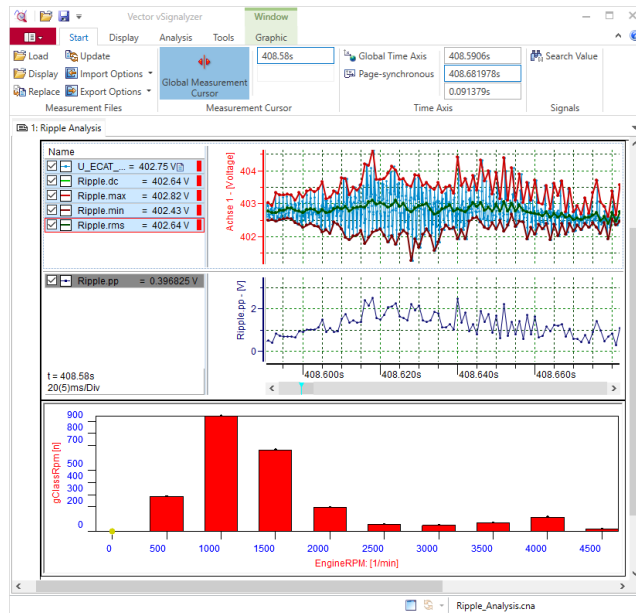 Vector vSignalyzer
Window
Start Display Analysis Tools Graphic
Load Update
Display Import Options
Replace Export Options
Measurement Files
Global Measurement
Cursor
408.58s
Measurement Cursor
Global Time Axis 408.5906s
Page-synchronous 408.681978s
0.091379s
Time
Axis
Search Value
Signals
1: Ripple Analysis
Name
U_ECAT_... = 402.75 V
Ripple.dc = 402.64 V
Ripple.max = 402.82 V
Ripple.min = 402.43 V
Ripple.rms = 402.64 V
Achse 1 - [Voltage]
404
403
402
Ripple.pp = 0.396825 V
Ripple.pp - [V]
2
0
t = 408.58s
20(5)ms/Div
408.600s 408.620s 408.640s 408.660s
gClassRpm [n]
900
800
700
500
400
300
200
0
0 500 1000 1500 2000 2500 3000 3500 4000 4500
EngineRPM: [1/min]
Ripple_Analysis.cna